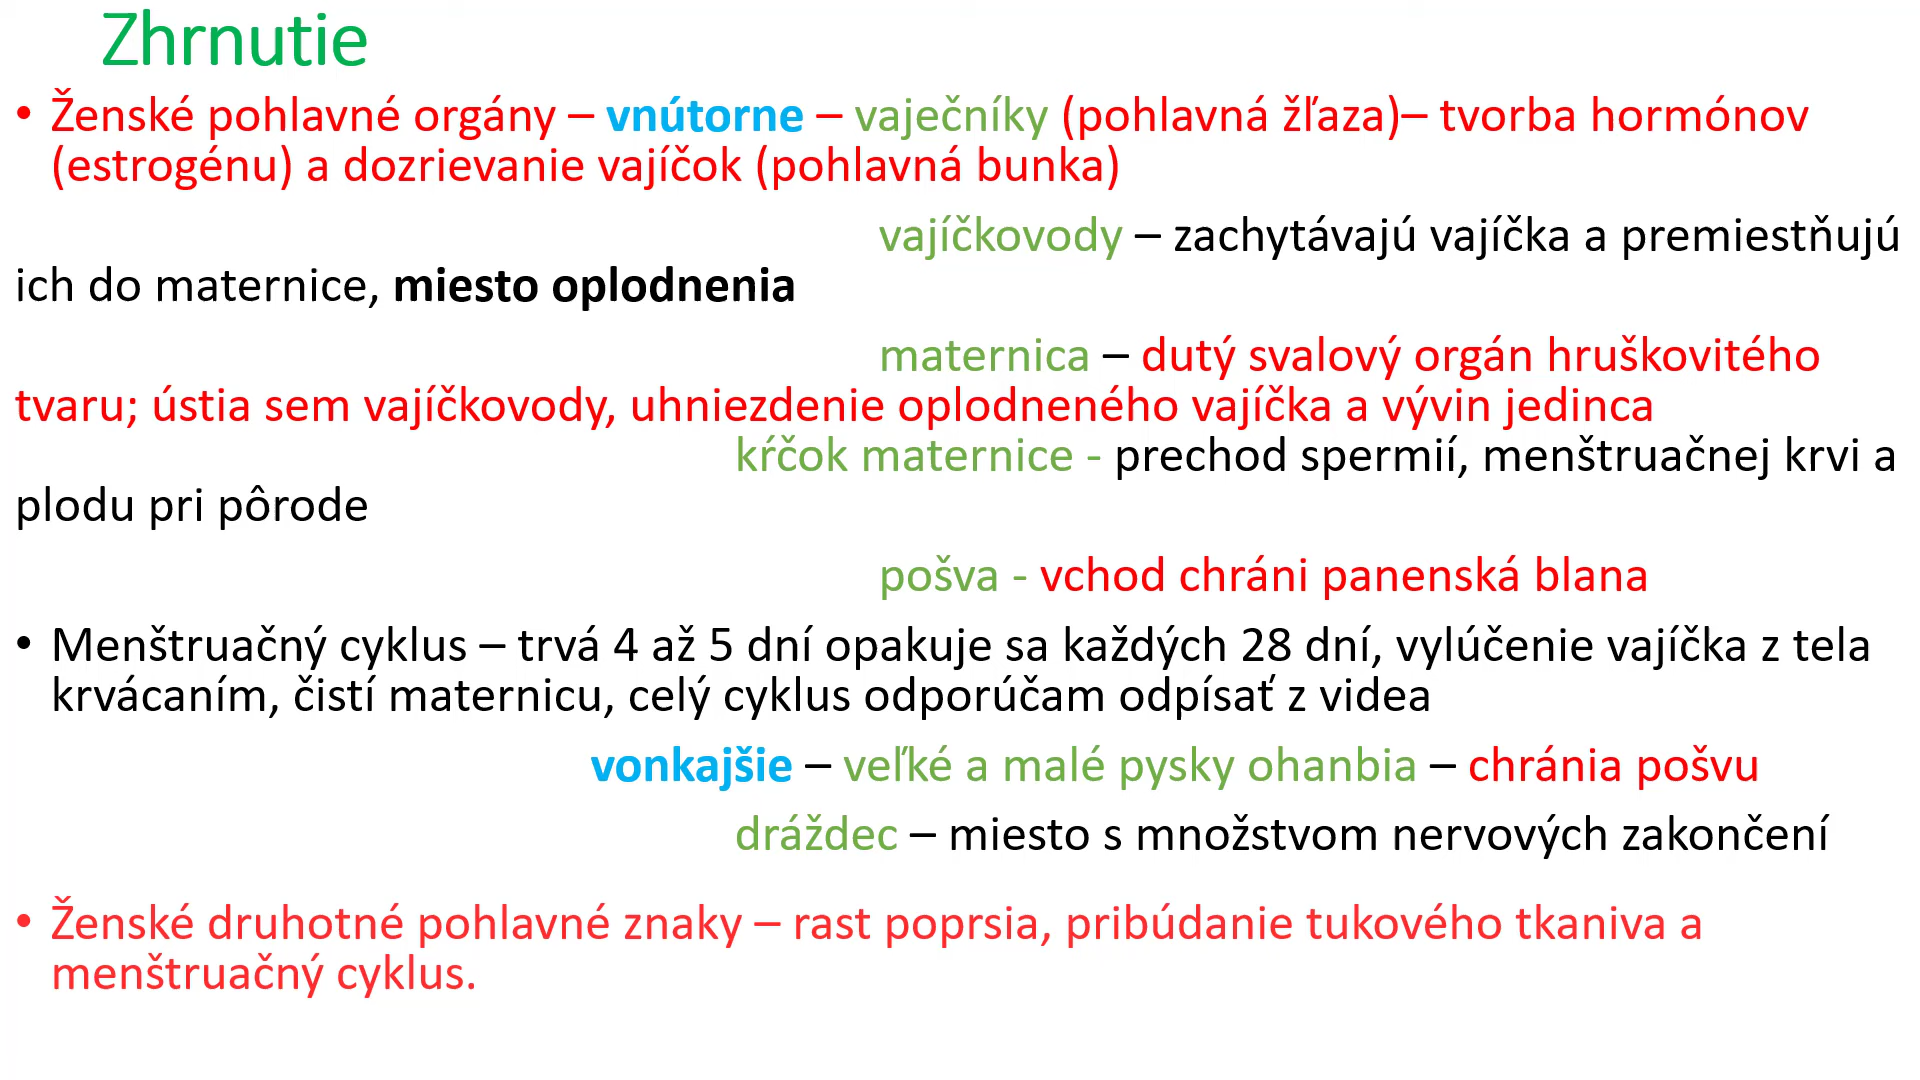 Zhrnutie
• Ženské pohlavné orgány – vnútorne – vaječníky (pohlavná žľaza)– tvorba hormónov
(estrogénu) a dozrievanie vajíčok (pohlavná bunka)
vajíčkovody – zachytávajú vajíčka a premiestňujú
ich do maternice, miesto oplodnenia
maternica – dutý svalový orgán hruškovitého
tvaru; ústia sem vajíčkovody, uhniezdenie oplodneného vajíčka a vývin jedinca
kŕčok maternice - prechod spermií, menštruačnej krvi a
plodu pri pôrode
pošva - vchod chráni panenská blana
• Menštruačný cyklus – trvá 4 až 5 dní opakuje sa každých 28 dní, vylúčenie vajíčka z tela
krvácaním, čistí maternicu, celý cyklus odporúčam odpísať z videa
vonkajšie – veľké a malé pysky ohanbia – chránia pošvu
dráždec – miesto s množstvom nervových zakončení
• Ženské druhotné pohlavné znaky – rast poprsia, pribúdanie tukového tkaniva a
menštruačný cyklus.